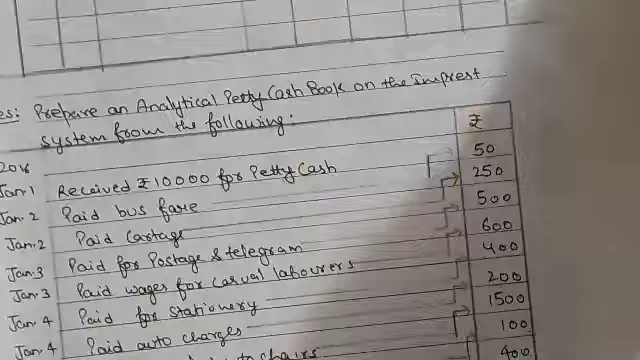 es: Prepare an Analytical Petty Cash Book on the Imprest
system from the following:
2016 ₹
Jan.1 Received ₹10000 for Petty Cash
Jan.2 Paid bus fare 50
Jan.2 Paid Cartage 250
Jan.3 Paid for Postage & telegram 500
Jan.3 Paid wages for casual labourers 600
Jan.4 Paid for stationery 400
Jan.4 Paid auto charges 200
to chairs 1500
100
400